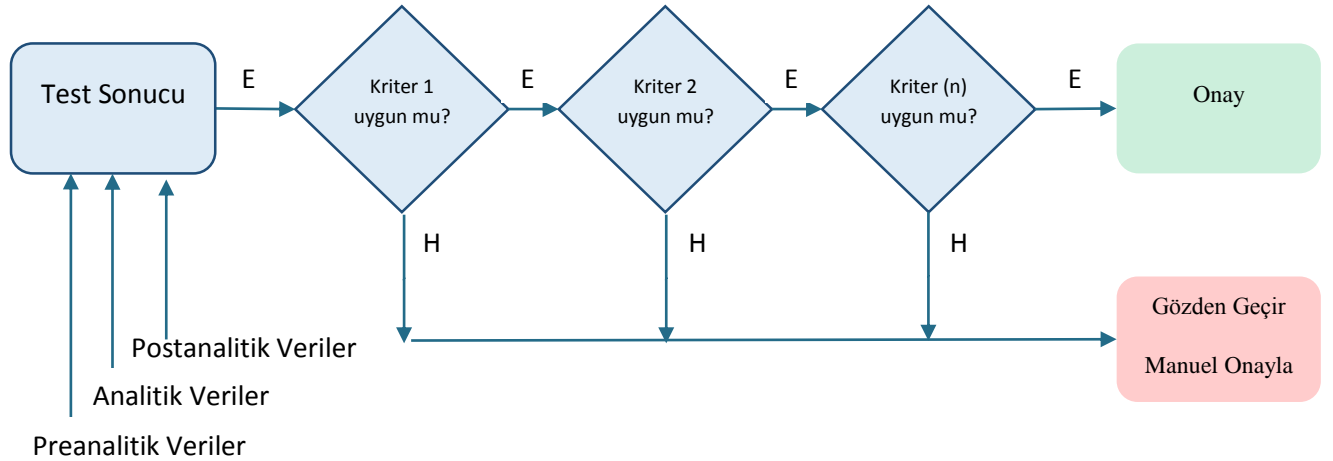 Test Sonucu
E
Kriter 1
uygun mu?
E
Kriter 2
uygun mu?
E
Kriter (n)
uygun mu?
E
Onay
H
H
H
Gözden Geçir
Manuel Onayla
Postanalitik Veriler
Analitik Veriler
Preanalitik Veriler